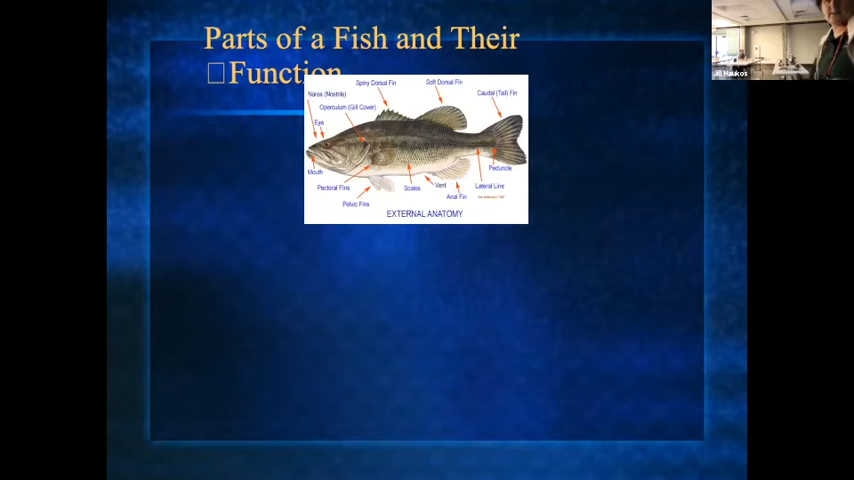 Parts of a Fish and Their
Function
Spiny Dorsal Fin
Soft Dorsal Fin
Nares (Nostrils)
Caudal (Tail) Fin
Operculum (Gill Cover)
Eye
Mouth
Peduncle
Pectoral Fins
Scales
Vent
Lateral Line
Anal Fin
Pelvic Fins
EXTERNAL ANATOMY
Jill Haukos